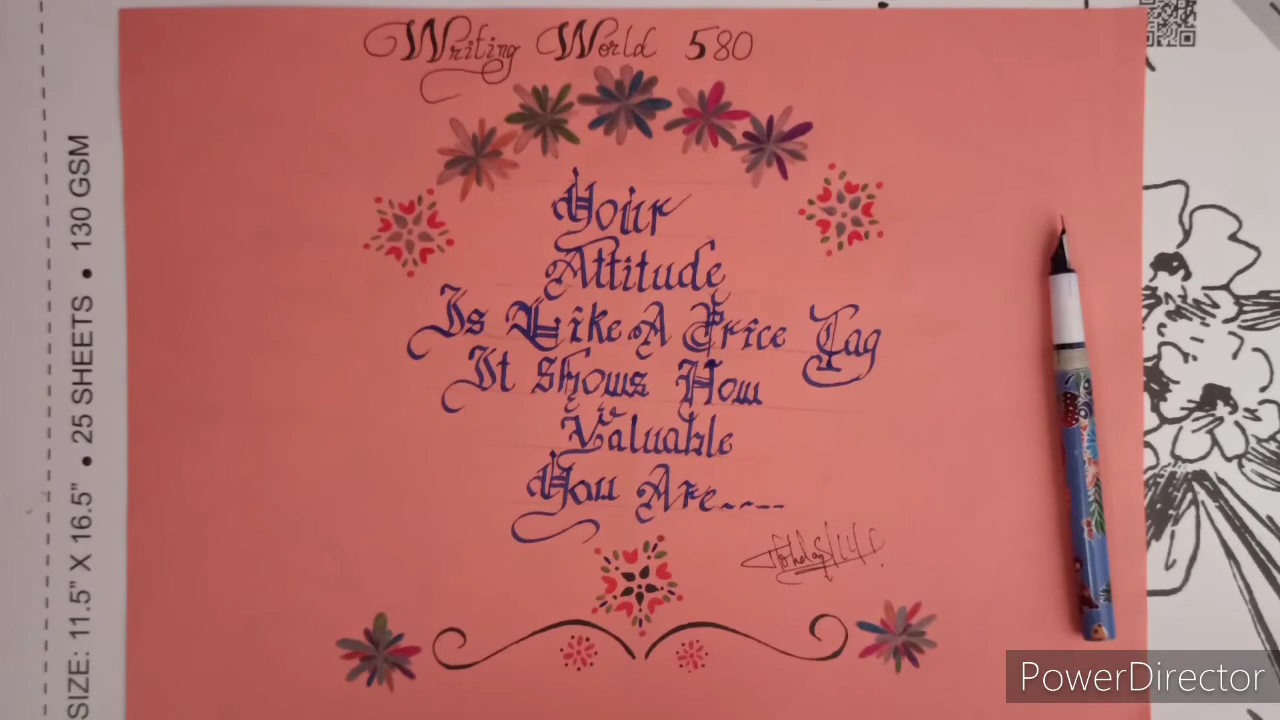 Writing World 580
Your
Attitude
Is Like A Price Tag
It Shows How
Valuable
You Are----
SIZE: 11.5" X 16.5" • 25 SHEETS • 130 GSM
PowerDirector